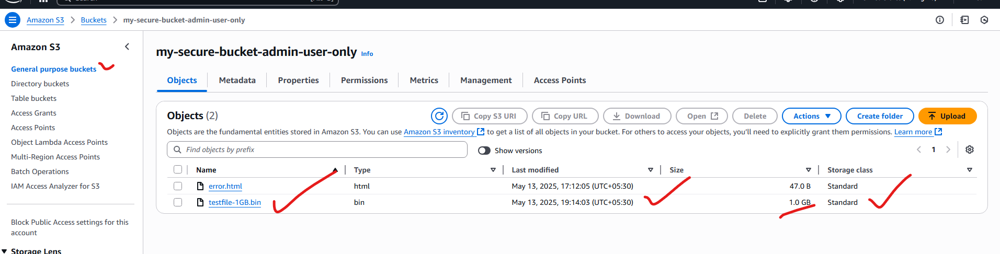 Amazon S3 > Buckets > my-secure-bucket-admin-user-only
Amazon S3
General purpose buckets
Directory buckets
Table buckets
Access Grants
Access Points
Object Lambda Access Points
Multi-Region Access Points
Batch Operations
IAM Access Analyzer for S3
Block Public Access settings for this
account
Storage Lens
my-secure-bucket-admin-user-only Info
Objects Metadata Properties Permissions Metrics Management Access Points
Objects (2) Copy S3 URI Copy URL Download Open Delete Actions Create folder Upload
Objects are the fundamental entities stored in Amazon S3. You can use Amazon S3 inventory to get a list of all objects in your bucket. For others to access your objects, you'll need to explicitly grant them permissions. Learn more
Find objects by prefix Show versions 1
Name Type Last modified Size Storage class
error.html html May 13, 2025, 17:12:05 (UTC+05:30) 47.0 B Standard
testfile-1GB.bin bin May 13, 2025, 19:14:03 (UTC+05:30) 1.0 GB Standard